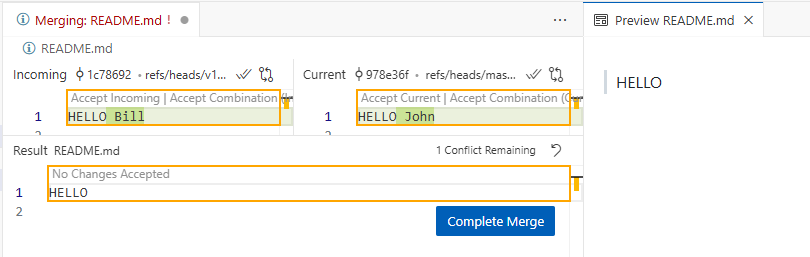 Merging: README.md ! ● ···
README.md
Incoming 1c78692 • refs/heads/v1...
Current 978e36f • refs/heads/mas...
Accept Incoming | Accept Combination (I
1 HELLO Bill
2
Accept Current | Accept Combination (C
1 HELLO John
2
Result README.md 1 Conflict Remaining
No Changes Accepted
1 HELLO
2
Complete Merge
Preview README.md ×
HELLO